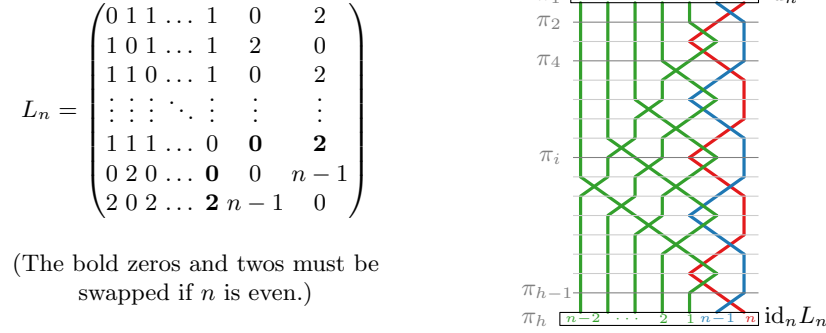 L_n =
0 1 1 … 1 0 2
1 0 1 … 1 2 0
1 1 0 … 1 0 2
⋮ ⋮ ⋮ ⋱ ⋮ ⋮ ⋮
1 1 1 … 0 0 2
0 2 0 … 0 0 n − 1
2 0 2 … 2 n − 1 0
(The bold zeros and twos must be
swapped if n is even.)
π_2
π_4
π_i
π_{h−1}
π_h n−2 ⋯ 2 1 n−1 n id_n L_n